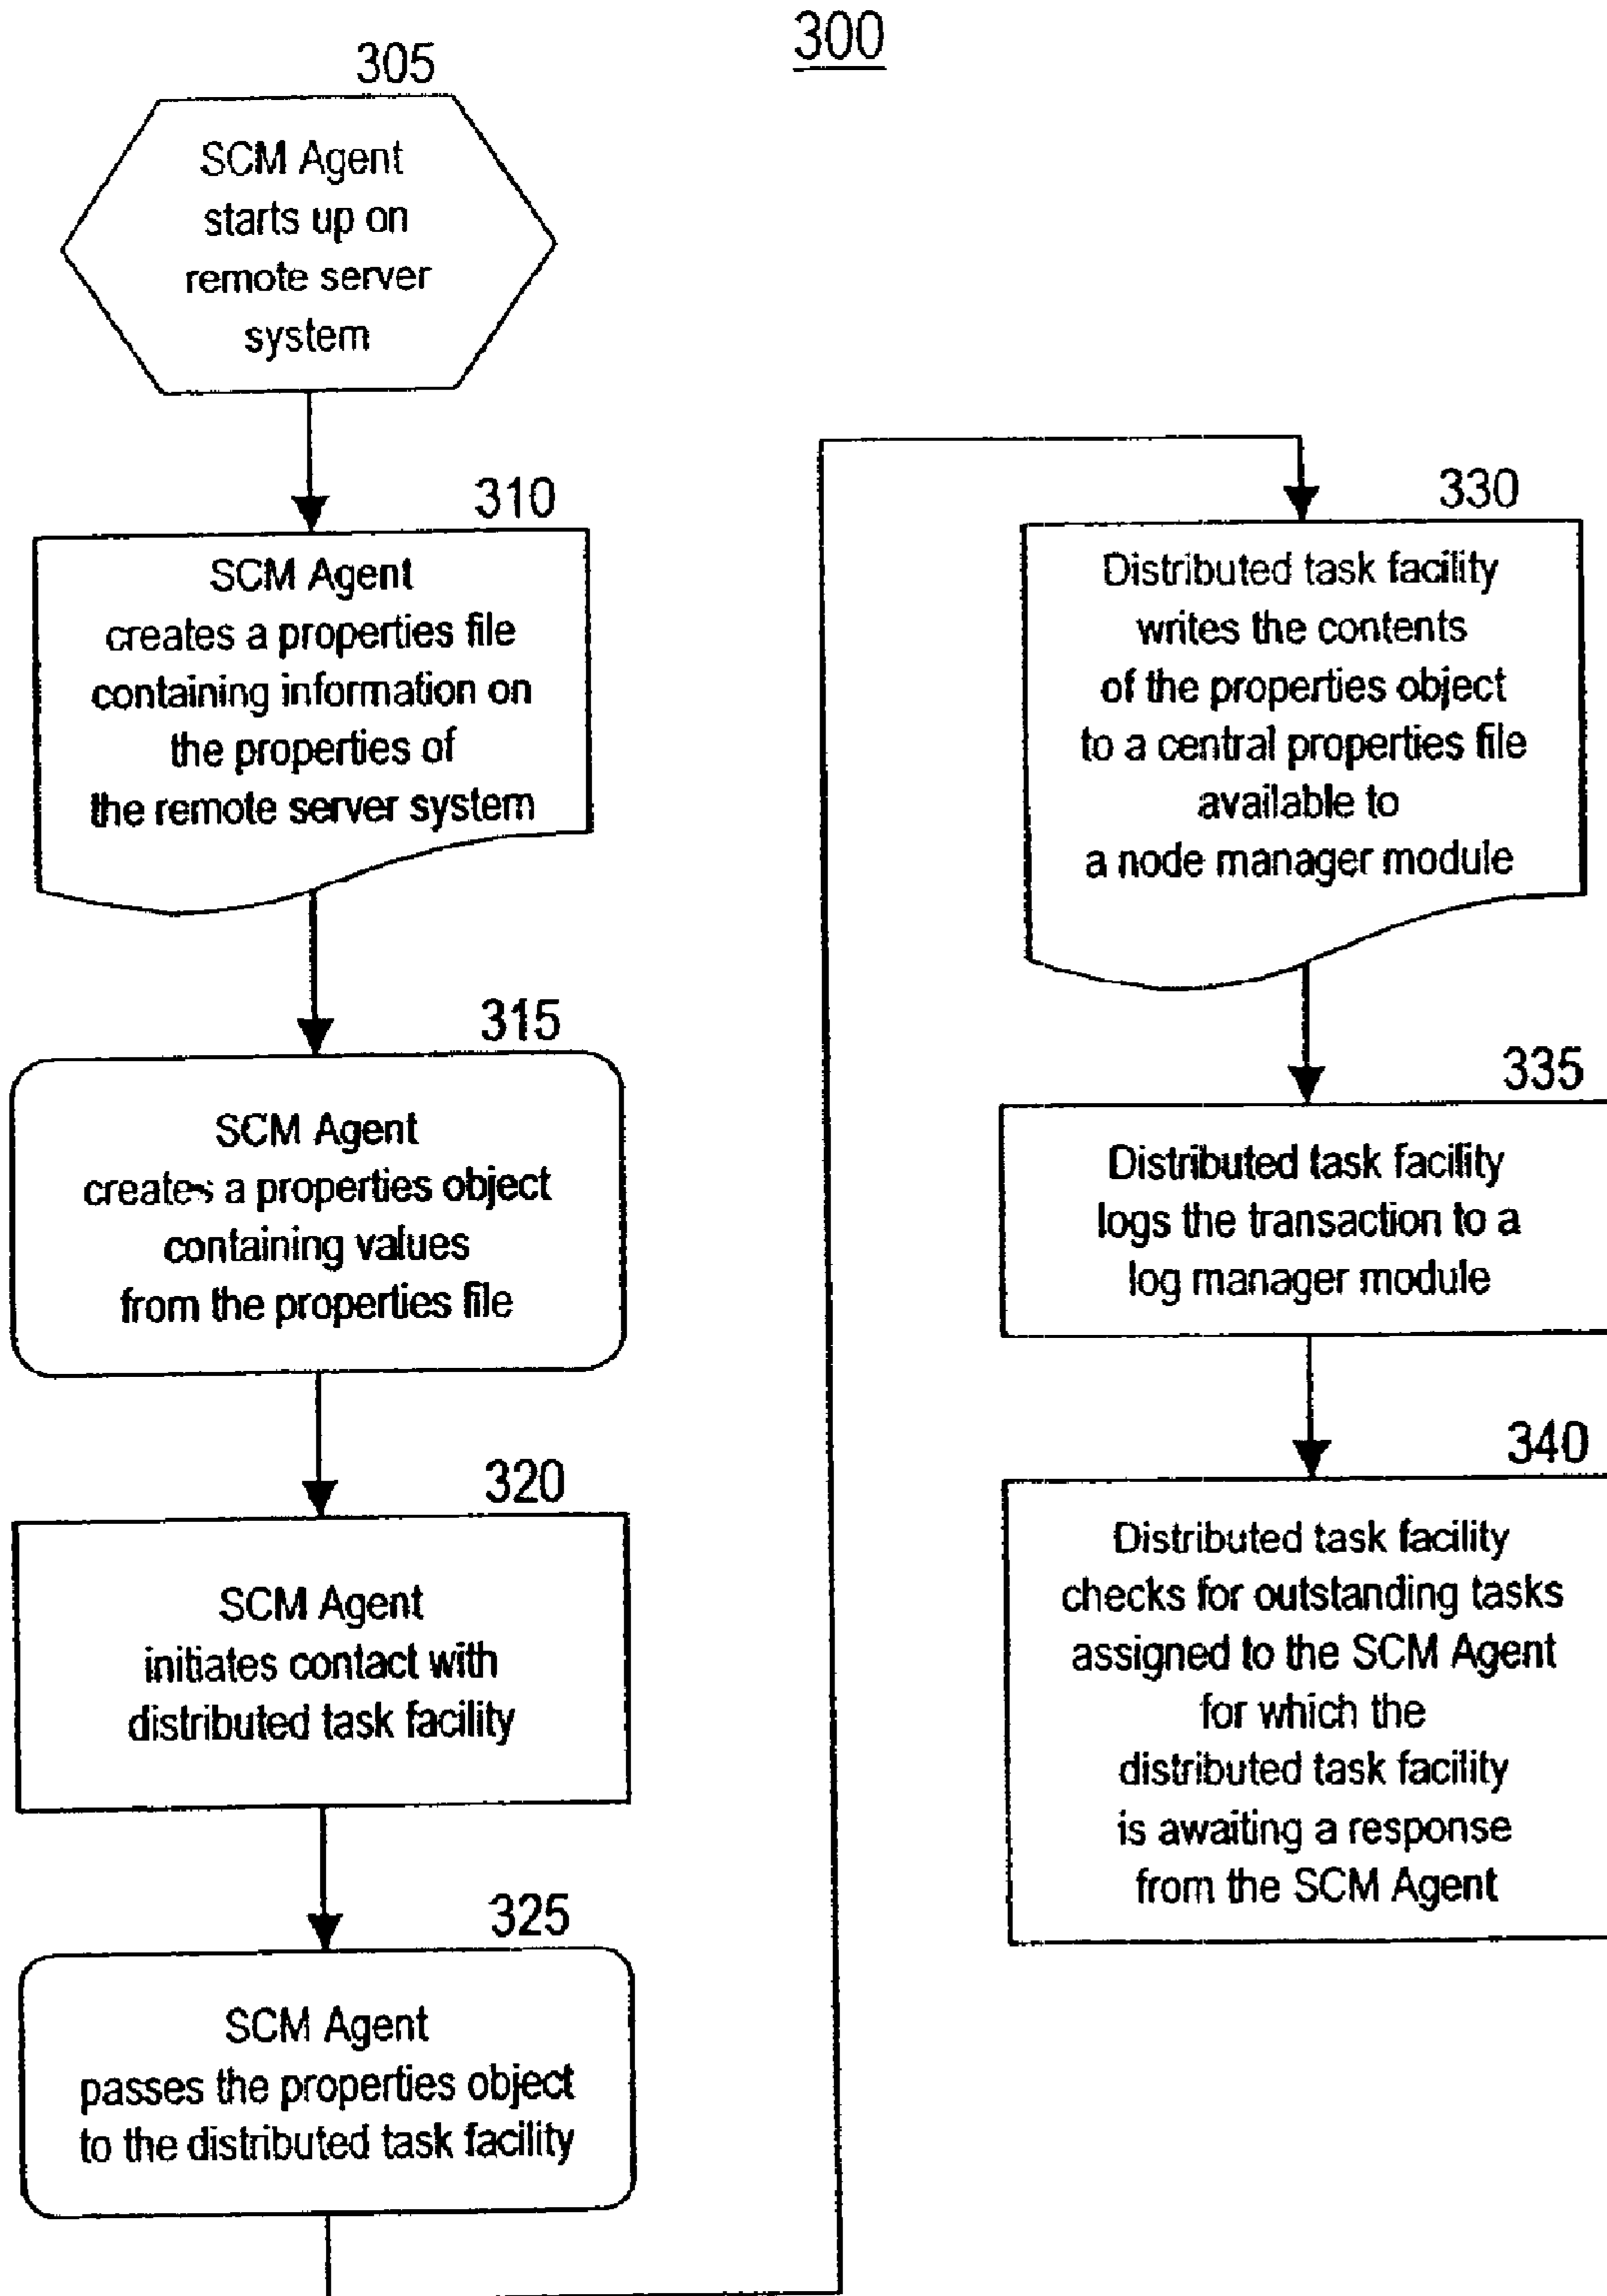 300
305
SCM Agent
starts up on
remote server
system
310
SCM Agent
creates a properties file
containing information on
the properties of
the remote server system
315
SCM Agent
creates a properties object
containing values
from the properties file
320
SCM Agent
initiates contact with
distributed task facility
325
SCM Agent
passes the properties object
to the distributed task facility
330
Distributed task facility
writes the contents
of the properties object
to a central properties file
available to
a node manager module
335
Distributed task facility
logs the transaction to a
log manager module
340
Distributed task facility
checks for outstanding tasks
assigned to the SCM Agent
for which the
distributed task facility
is awaiting a response
from the SCM Agent